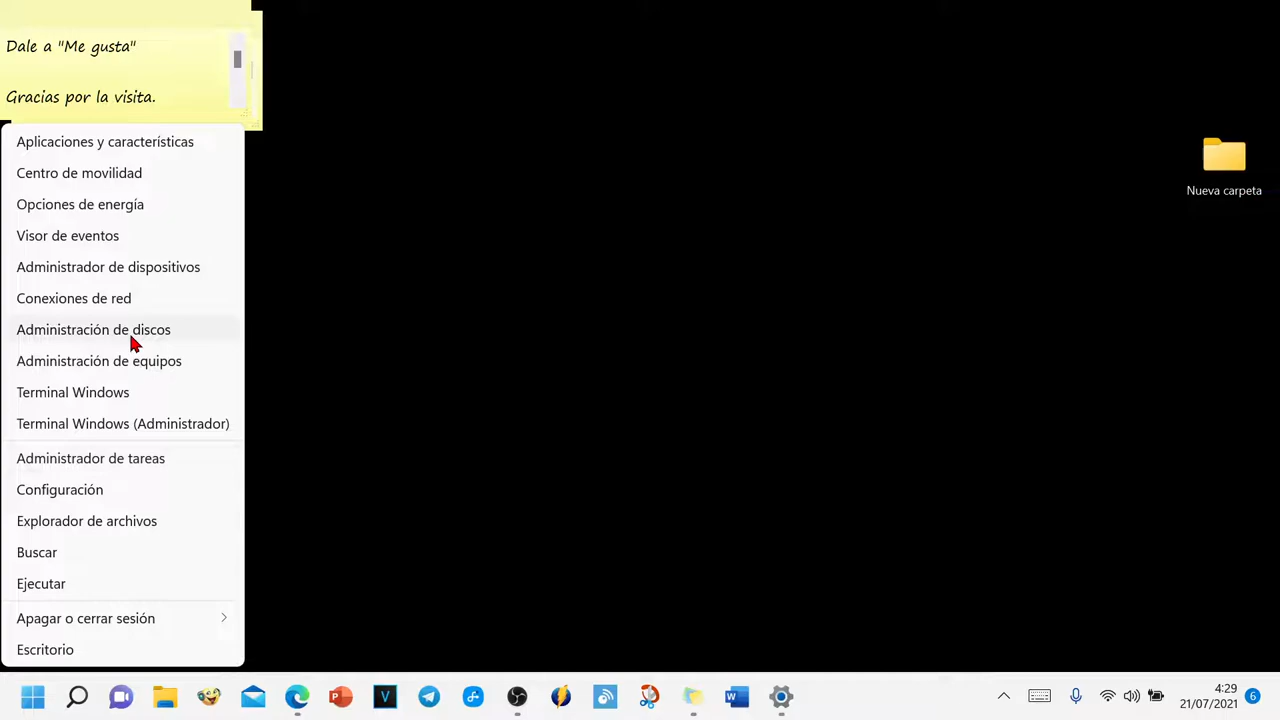 Dale a "Me gusta"
Gracias por la visita.
Aplicaciones y características
Centro de movilidad
Opciones de energía
Visor de eventos
Administrador de dispositivos
Conexiones de red
Administración de discos
Administración de equipos
Terminal Windows
Terminal Windows (Administrador)
Administrador de tareas
Configuración
Explorador de archivos
Buscar
Ejecutar
Apagar o cerrar sesión
Escritorio
Nueva carpeta
P
V
W
4:29
21/07/2021
6